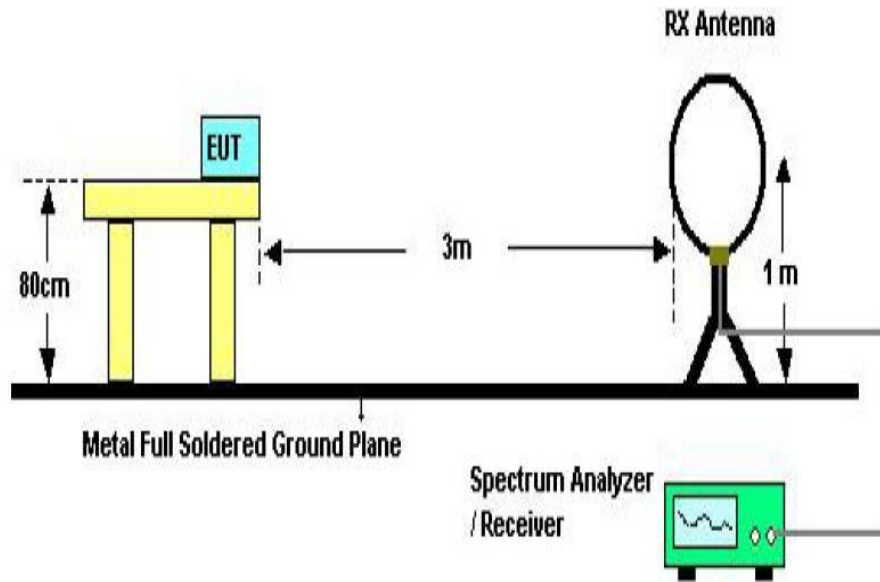 RX Antenna
EUT
3m
80cm
1 m
Metal Full Soldered Ground Plane
Spectrum Analyzer
/ Receiver